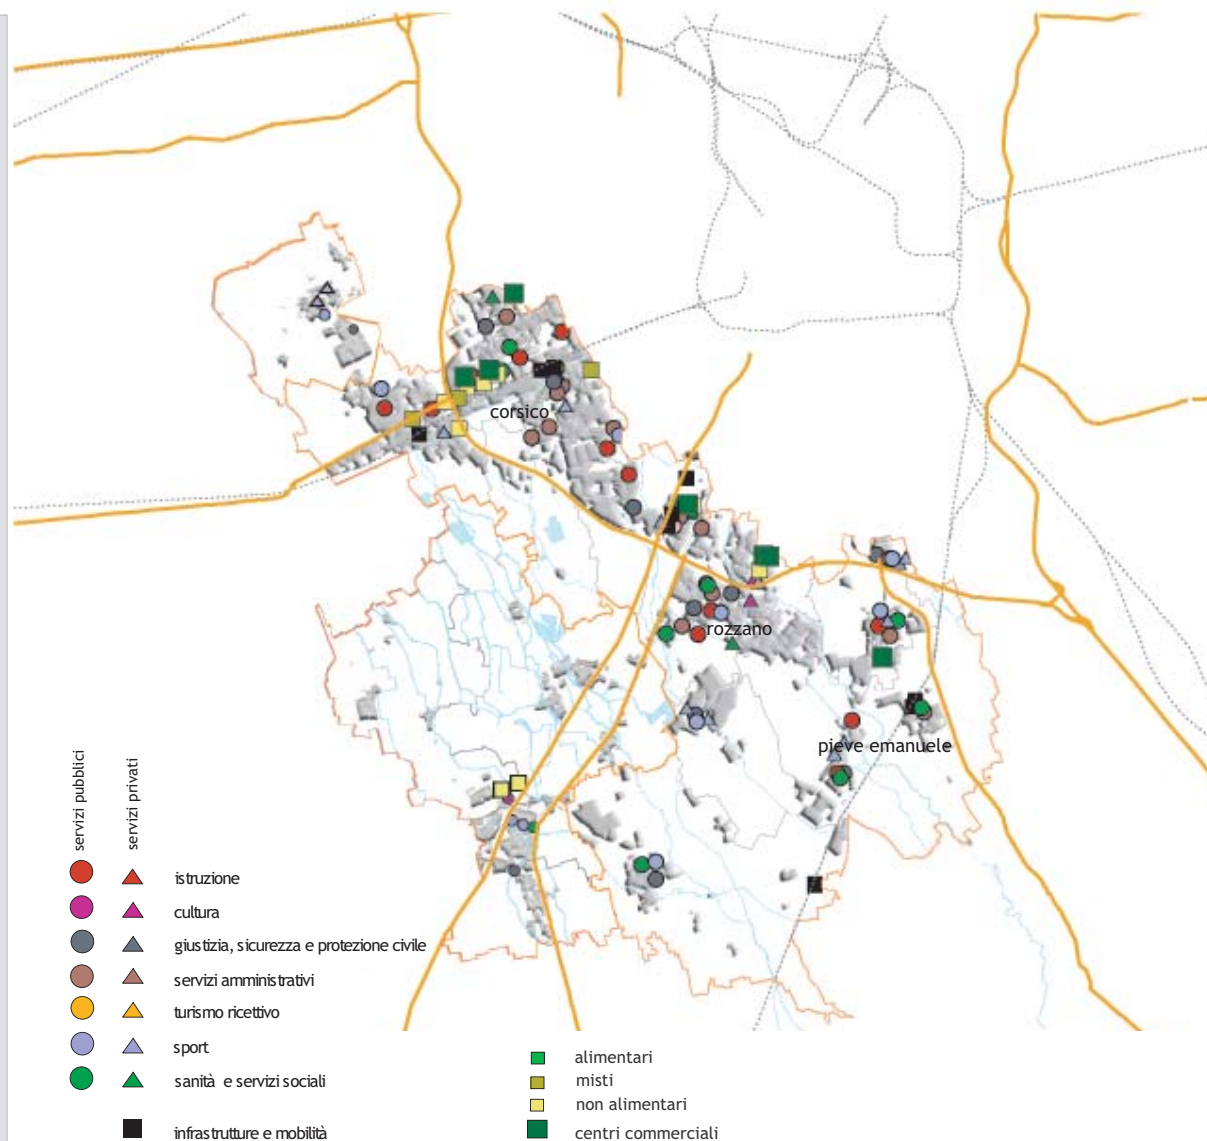 corsico
rozzano
pieve emanuele
servizi pubblici
servizi privati
istruzione
cultura
giustizia, sicurezza e protezione civile
servizi amministrativi
turismo ricettivo
sport
sanità e servizi sociali
infrastrutture e mobilità
alimentari
misti
non alimentari
centri commerciali